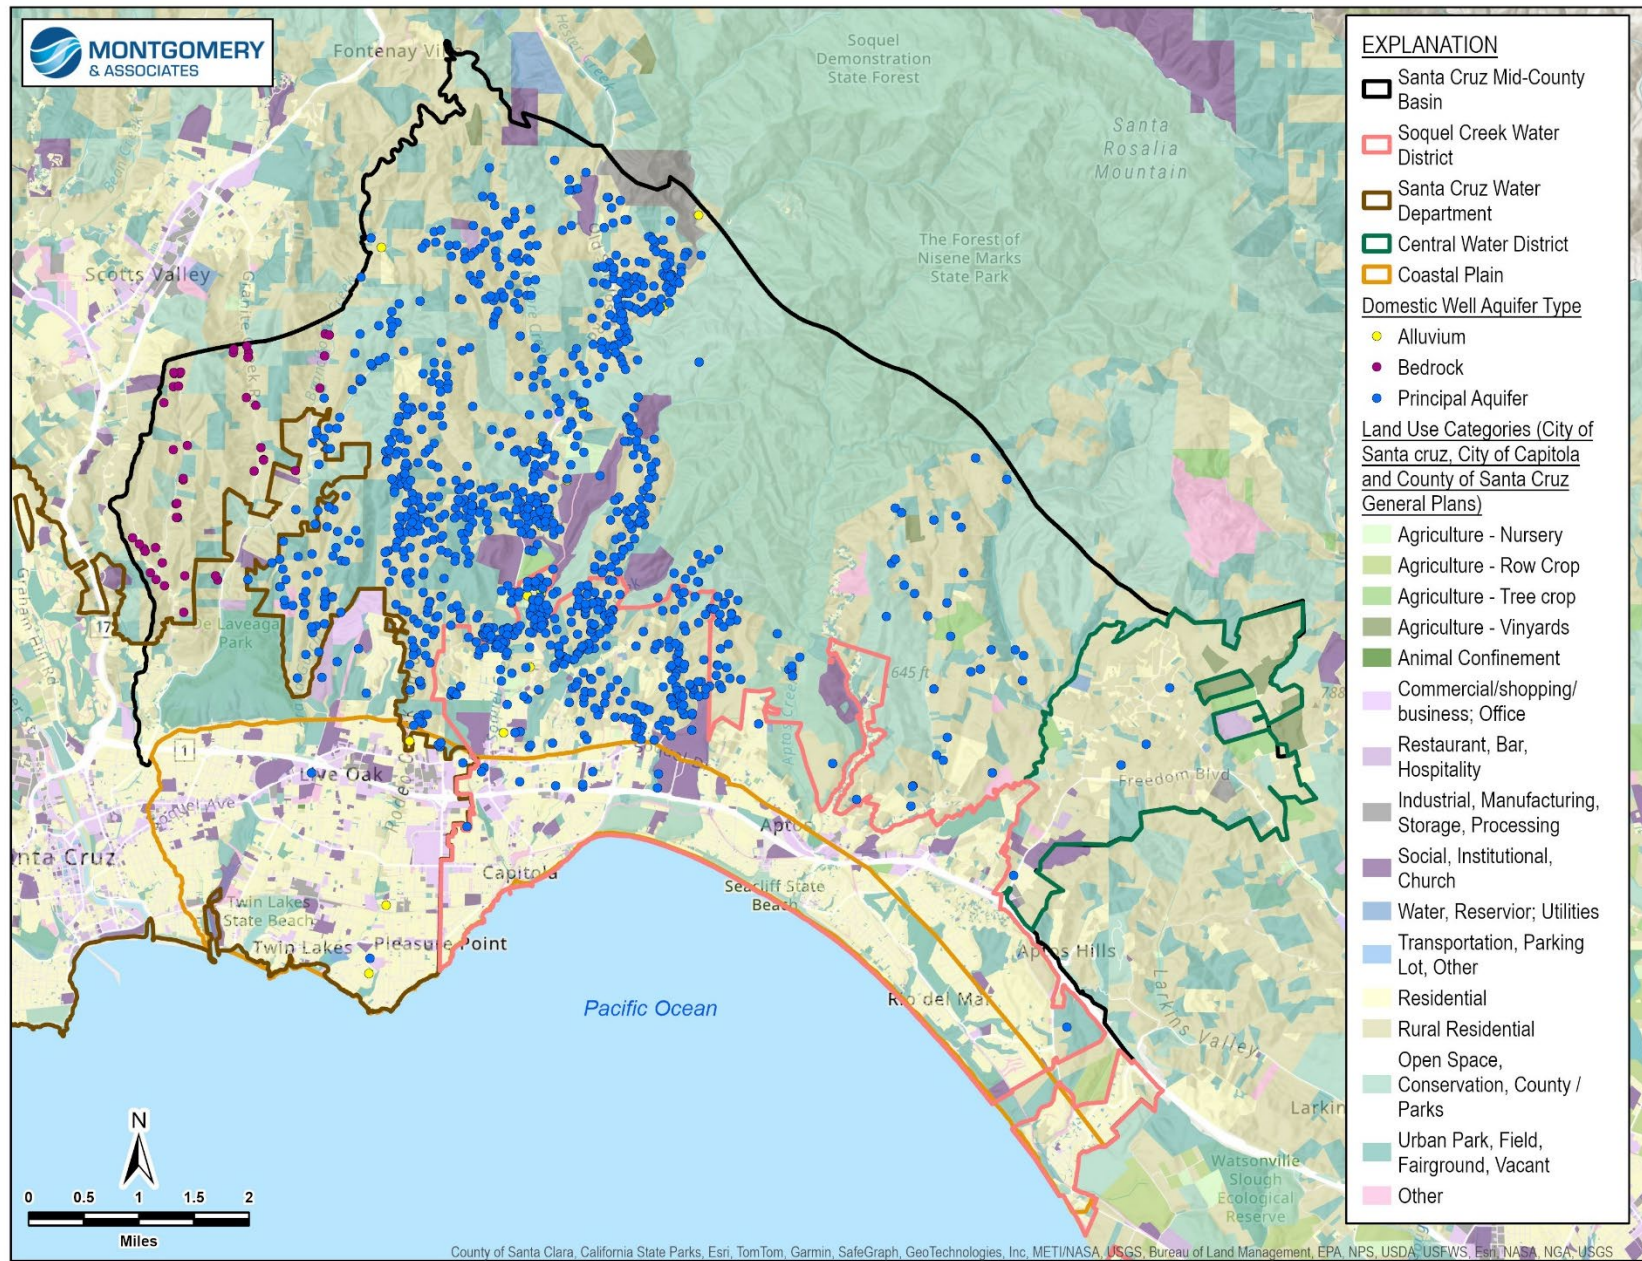 MONTGOMERY
& ASSOCIATES
Soquel
Demonstration
State Forest
Santa
Rosalia
Mountain
The Forest of
Nisene Marks
State Park
Scotts Valley
17
De Laveaga
Park
645 ft
788
1
Live Oak
Soquel Ave
Rodeo
Freedom Blvd
Aptos Creek
Capitola
Seacliff State
Beach
Twin Lakes
State Beach
Twin Lakes
Pleasure Point
Aptos Hills
Rio del Mar
Larkins Valley
Graham Hill Rd
Pacific Ocean
Larkin
Watsonville
Slough
Ecological
Reserve
N
0 0.5 1 1.5 2
Miles
EXPLANATION
Santa Cruz Mid-County
Basin
Soquel Creek Water
District
Santa Cruz Water
Department
Central Water District
Coastal Plain
Domestic Well Aquifer Type
Alluvium
Bedrock
Principal Aquifer
Land Use Categories (City of
Santa cruz, City of Capitola
and County of Santa Cruz
General Plans)
Agriculture - Nursery
Agriculture - Row Crop
Agriculture - Tree crop
Agriculture - Vinyards
Animal Confinement
Commercial/shopping/
business; Office
Restaurant, Bar,
Hospitality
Industrial, Manufacturing,
Storage, Processing
Social, Institutional,
Church
Water, Reservior; Utilities
Transportation, Parking
Lot, Other
Residential
Rural Residential
Open Space,
Conservation, County /
Parks
Urban Park, Field,
Fairground, Vacant
Other
County of Santa Clara, California State Parks, Esri, TomTom, Garmin, SafeGraph, GeoTechnologies, Inc, METI/NASA, USGS, Bureau of Land Management, EPA, NPS, USDA, USFWS, Esri, NASA, NGA, USGS